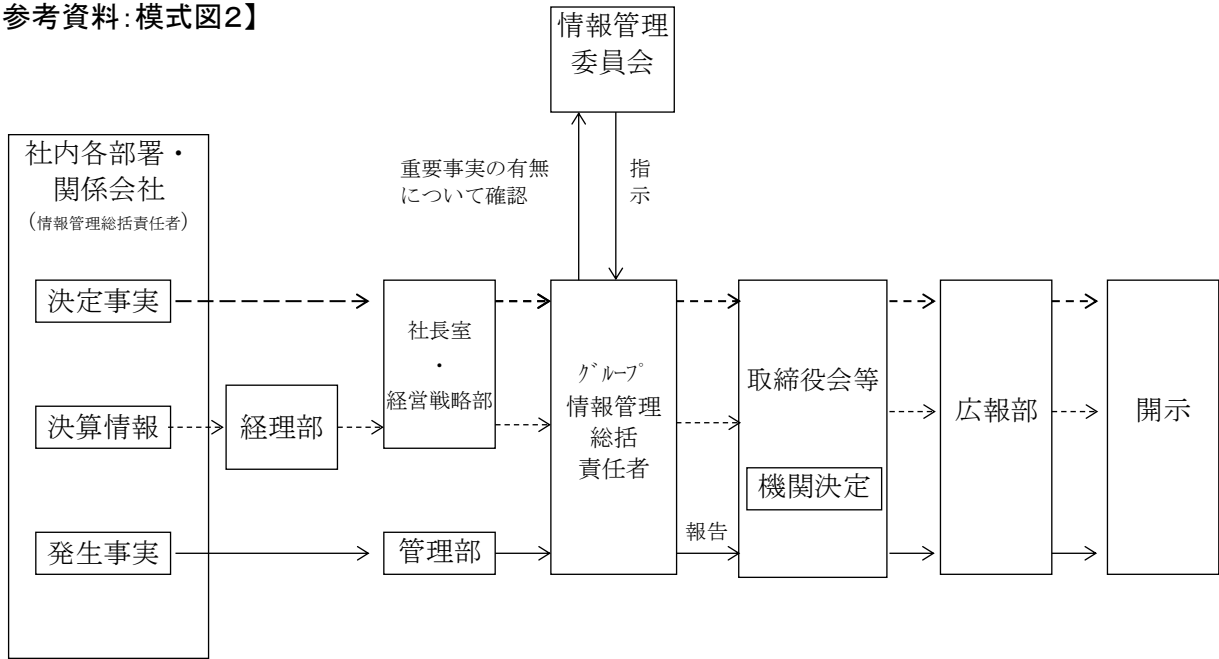 参考資料:模式図2】
情報管理
委員会
社内各部署・
関係会社
(情報管理総括責任者)
重要事実の有無
について確認
指
示
決定事実
社長室
・
経営戦略部
グループ
情報管理
総括
責任者
取締役会等
広報部
開示
決算情報
経理部
機関決定
発生事実
管理部
報告